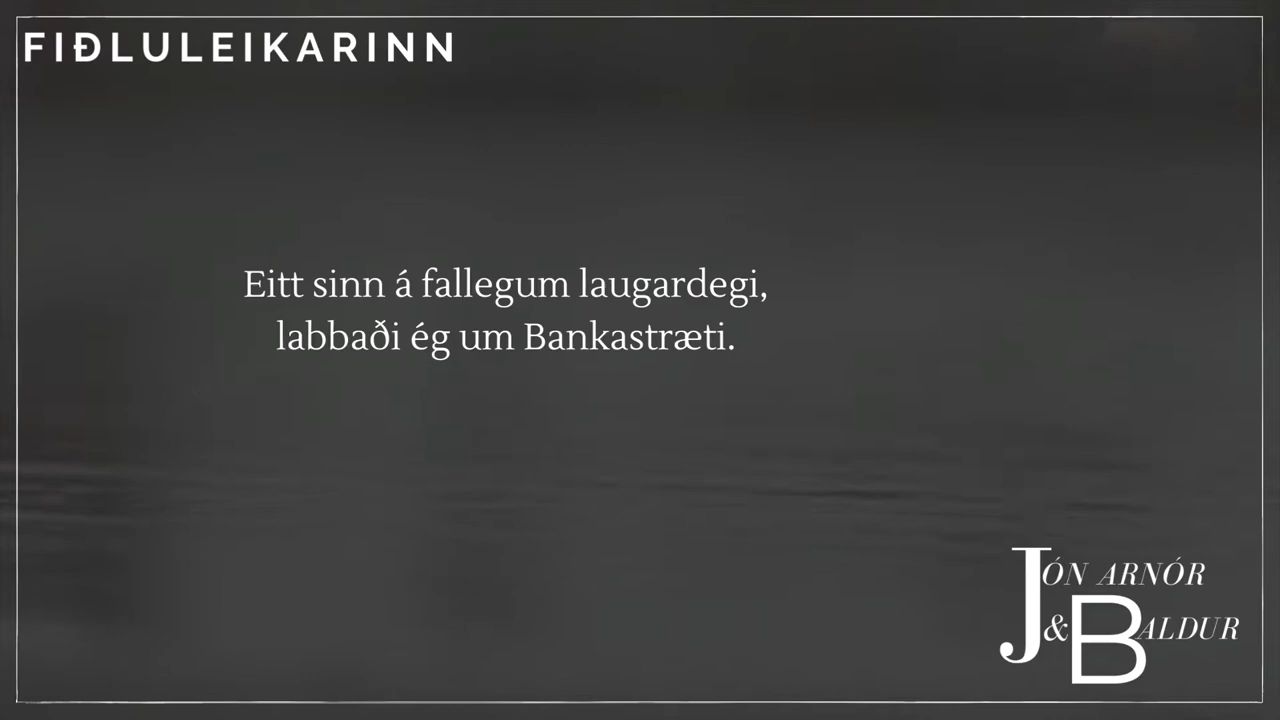 FIÐLULEIKARINN
Eitt sinn á fallegum laugardegi,
labbaði ég um Bankastræti.
JÓN ARNÓR
& BALDUR